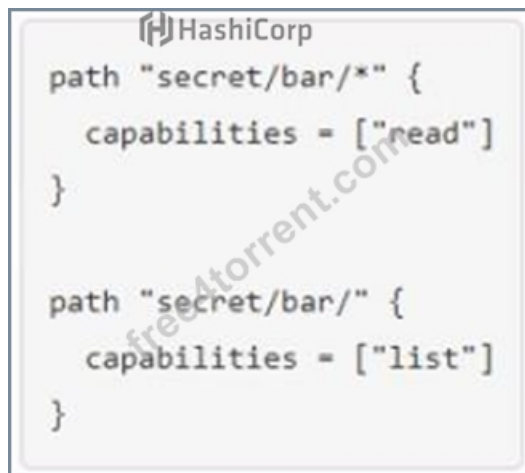 HashiCorp
path "secret/bar/*" {
  capabilities = ["read"]
}
path "secret/bar/" {
  capabilities = ["list"]
}
free4torrent.com